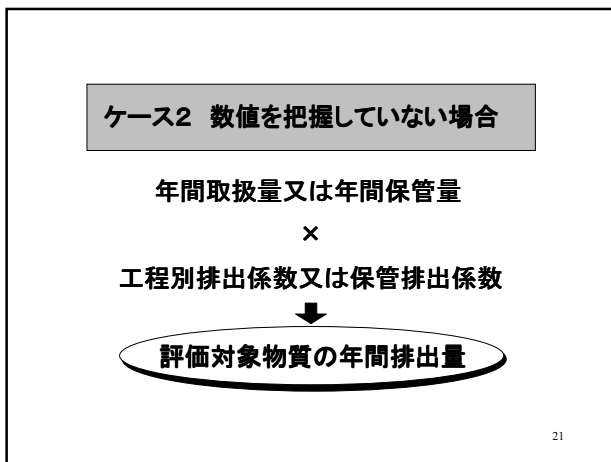 ケース2 数値を把握していない場合
年間取扱量又は年間保管量
×
工程別排出係数又は保管排出係数
評価対象物質の年間排出量
21